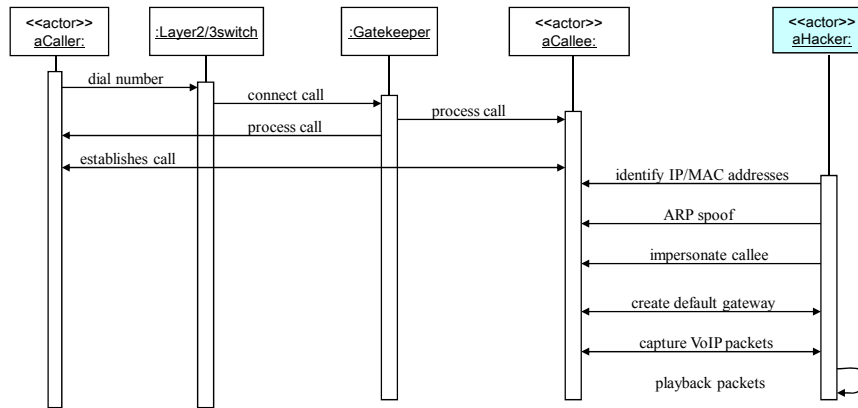 <<actor>>
aCaller:
:Layer2/3switch
:Gatekeeper
<<actor>>
aCallee:
<<actor>>
aHacker:
dial number
connect call
process call
process call
establishes call
identify IP/MAC addresses
ARP spoof
impersonate callee
create default gateway
capture VoIP packets
playback packets